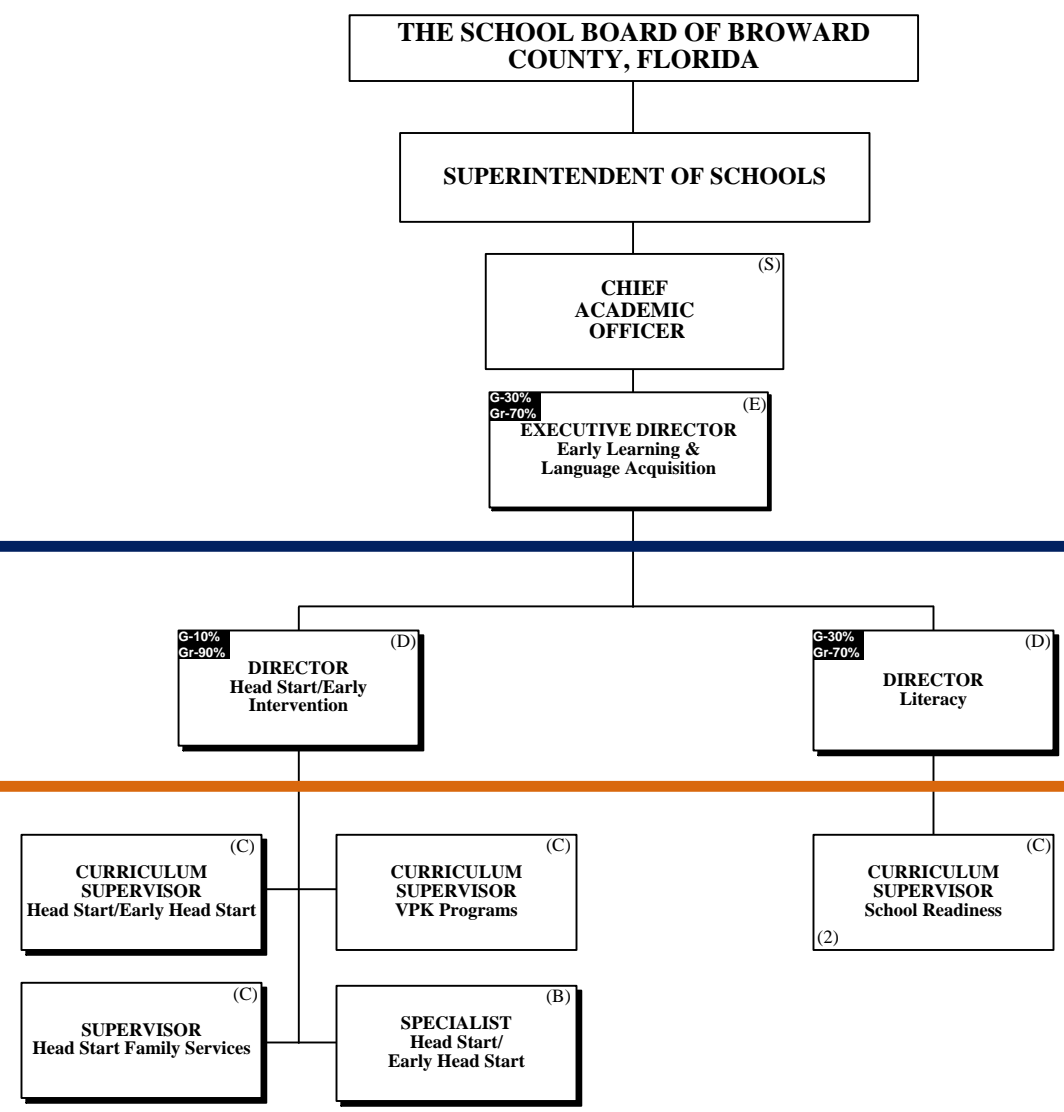 THE SCHOOL BOARD OF BROWARD
COUNTY, FLORIDA
SUPERINTENDENT OF SCHOOLS
(S)
CHIEF
ACADEMIC
OFFICER
G-30%
Gr-70%
(E)
EXECUTIVE DIRECTOR
Early Learning &
Language Acquisition
G-10%
Gr-90%
(D)
DIRECTOR
Head Start/Early
Intervention
G-30%
Gr-70%
(D)
DIRECTOR
Literacy
(C)
CURRICULUM
SUPERVISOR
Head Start/Early Head Start
(C)
CURRICULUM
SUPERVISOR
VPK Programs
(C)
CURRICULUM
SUPERVISOR
School Readiness
(2)
(C)
SUPERVISOR
Head Start Family Services
(B)
SPECIALIST
Head Start/
Early Head Start